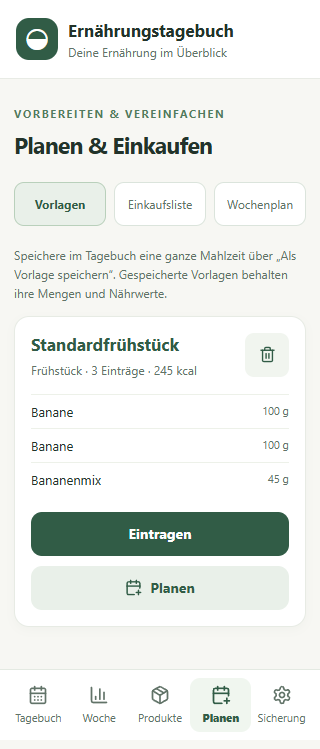 Ernährungstagebuch
Deine Ernährung im Überblick
VORBEREITEN & VEREINFACHEN
Planen & Einkaufen
Vorlagen
Einkaufsliste
Wochenplan
Speichere im Tagebuch eine ganze Mahlzeit über „Als
Vorlage speichern“. Gespeicherte Vorlagen behalten
ihre Mengen und Nährwerte.
Standardfrühstück
Frühstück · 3 Einträge · 245 kcal
Banane 100 g
Banane 100 g
Bananenmix 45 g
Eintragen
Planen
Tagebuch
Woche
Produkte
Planen
Sicherung